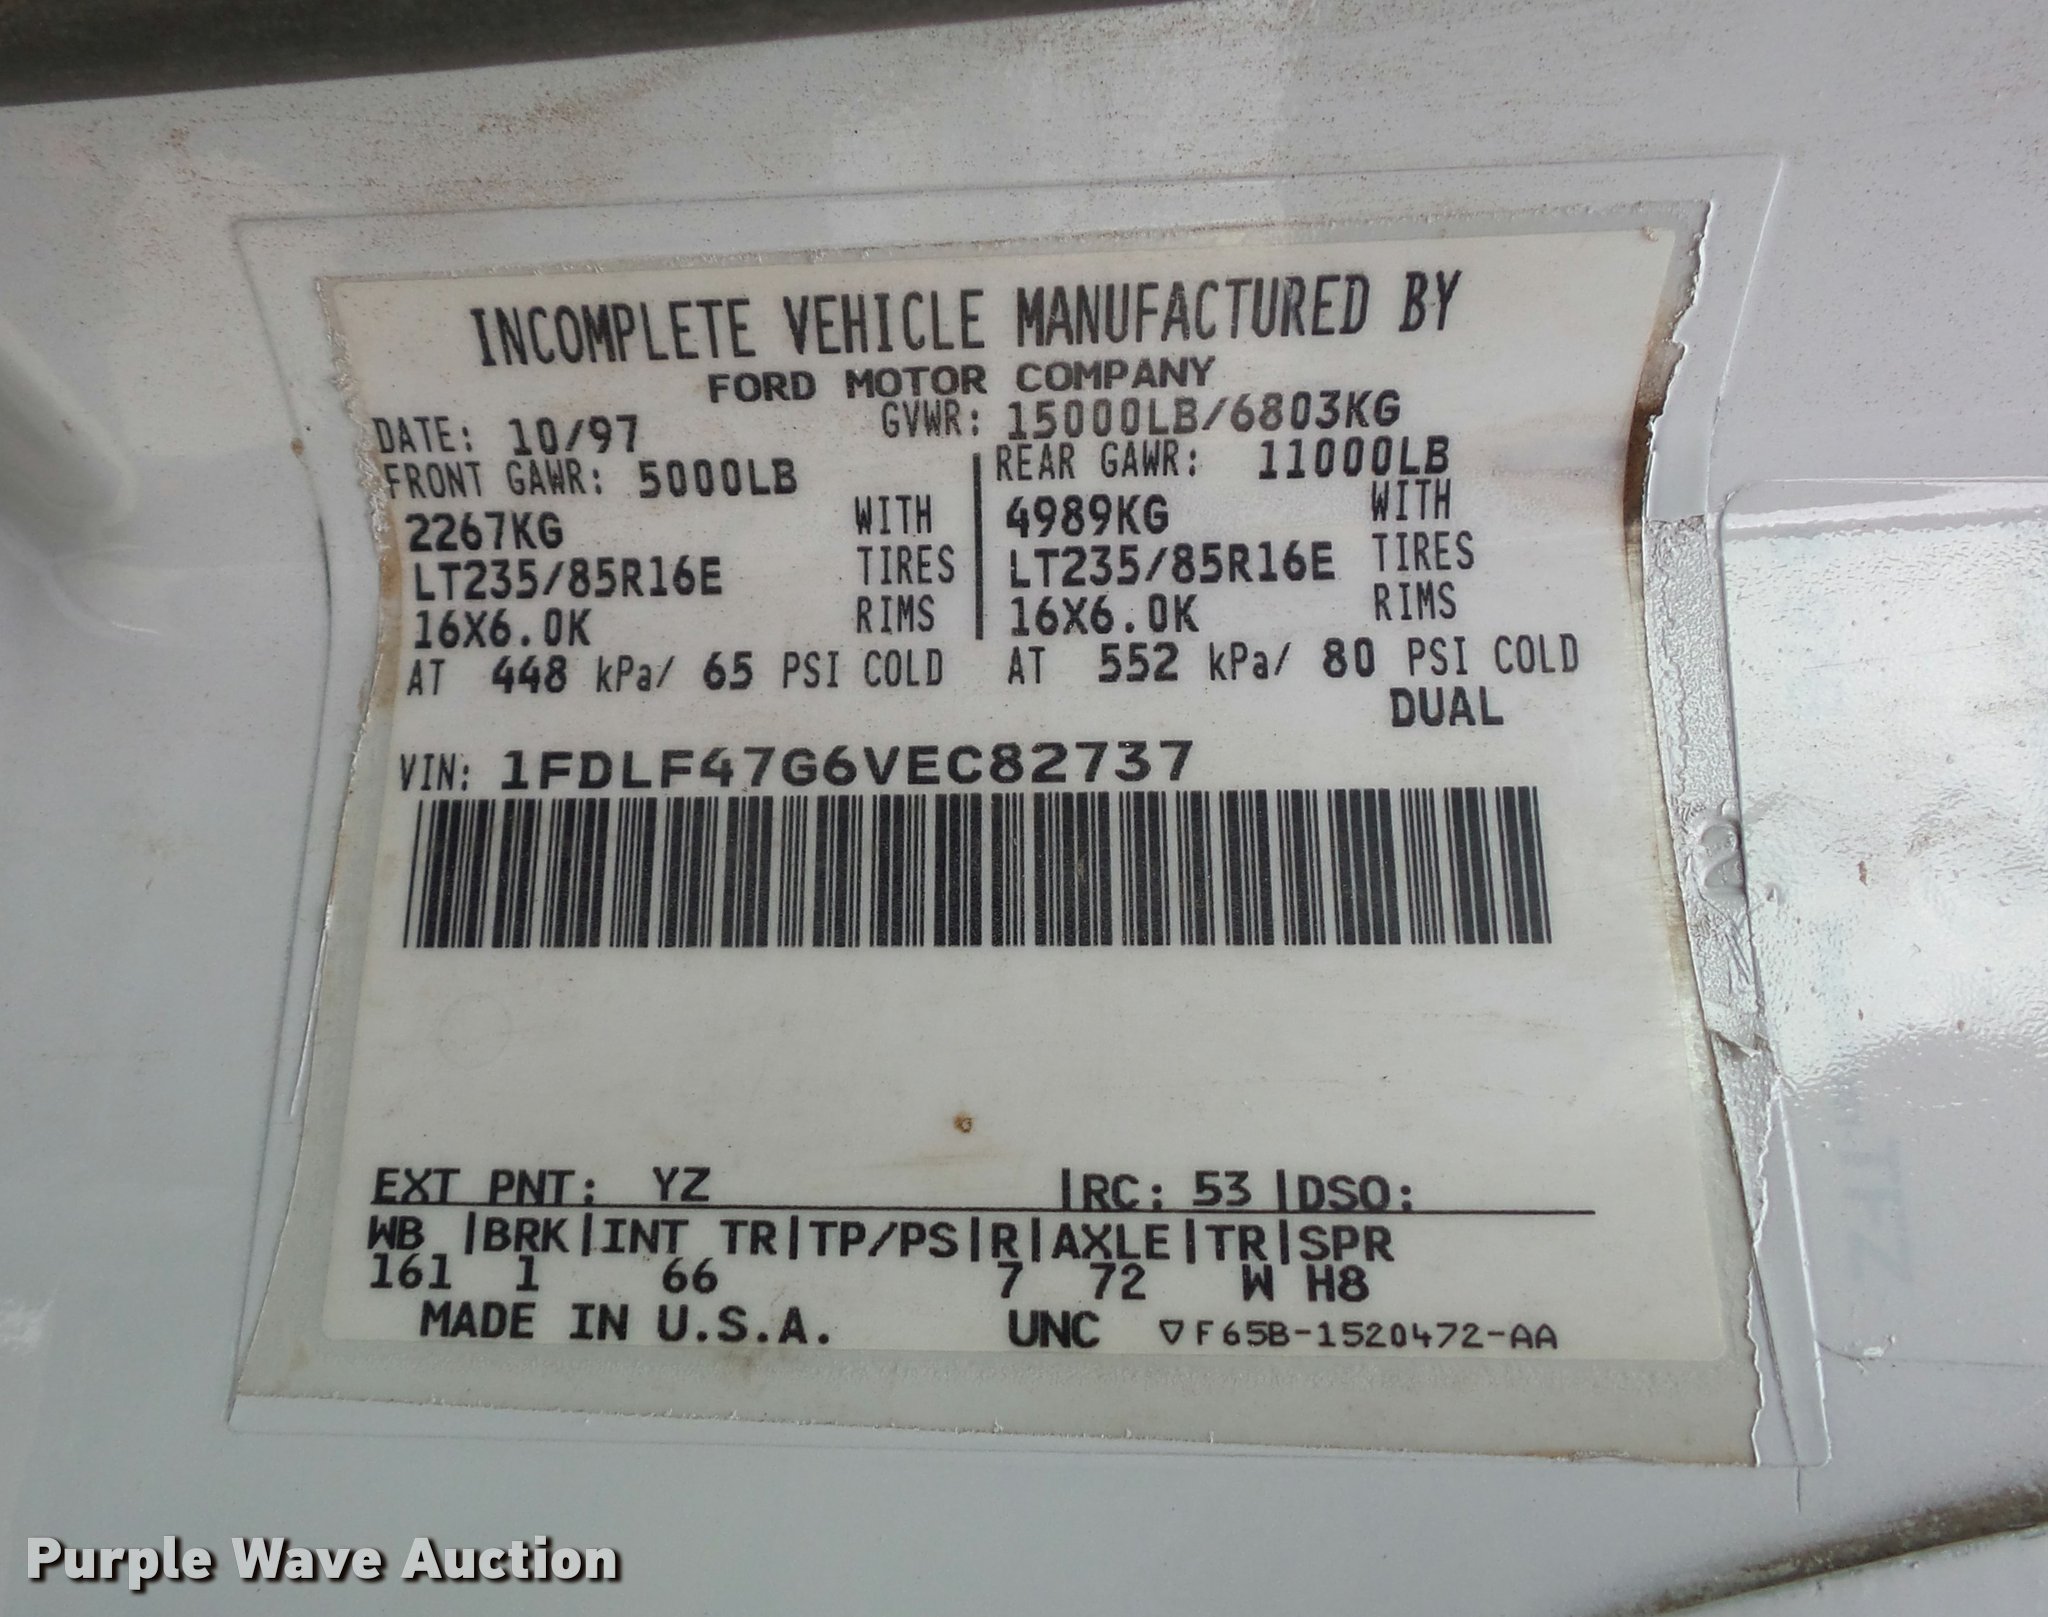 INCOMPLETE VEHICLE MANUFACTURED BY
FORD MOTOR COMPANY
DATE: 10/97 GVWR: 15000LB/6803KG
FRONT GAWR: 5000LB REAR GAWR: 11000LB
2267KG WITH 4989KG WITH
LT235/85R16E TIRES LT235/85R16E TIRES
16X6.0K RIMS 16X6.0K RIMS
AT 448 kPa/ 65 PSI COLD AT 552 kPa/ 80 PSI COLD
DUAL
VIN: 1FDLF47G6VEC82737
EXT PNT: YZ |RC: 53 |DSO:
WB |BRK|INT TR|TP/PS|R|AXLE|TR|SPR
161 1 66 7 72 W H8
MADE IN U.S.A. UNC ▽F65B-1520472-AA
Purple Wave Auction